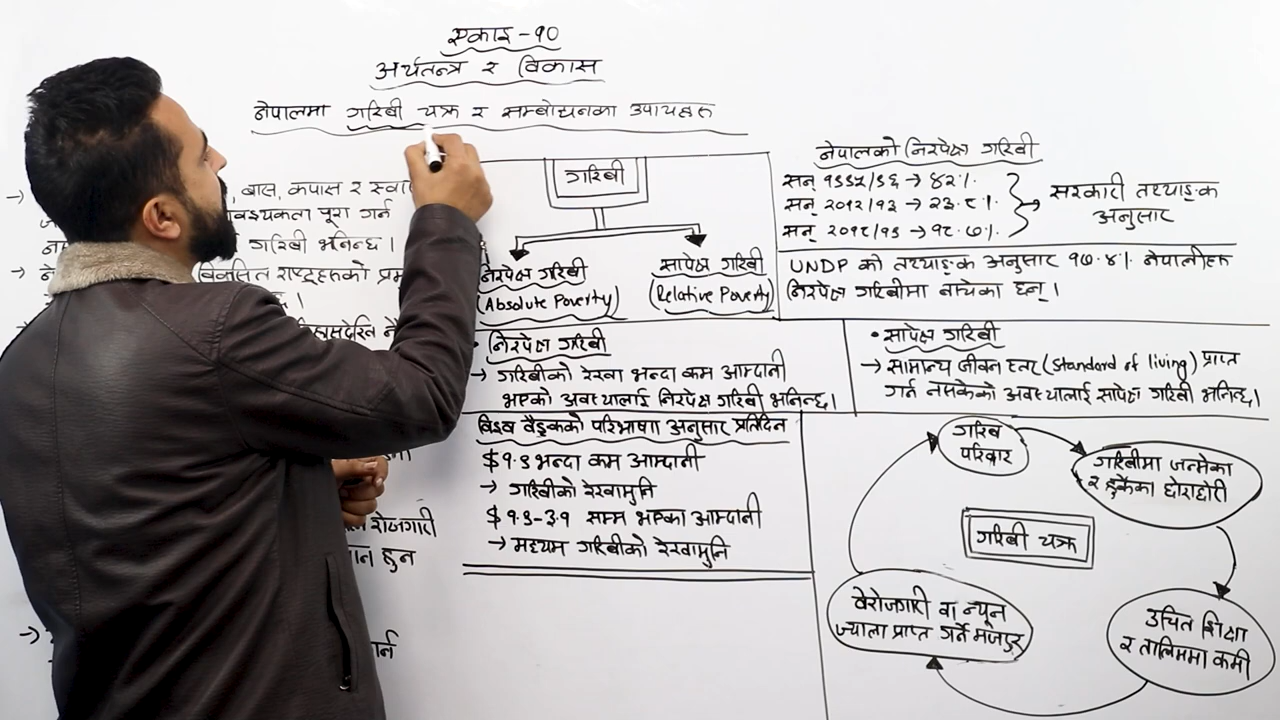 एकाइ - १०
अर्थतन्त्र र विकास
नेपालमा गरिबी चक्र र सम्बोधनका उपायहरू
→ बास, कपास र
पूरा गर्न
गरिबी भनिन्छ।
→ विकसित राष्ट्रहरूको
रोजगारी
हुन
→
गरिबी
निरपेक्ष गरिबी
(Absolute Poverty)
सापेक्ष गरिबी
(Relative Poverty)
• निरपेक्ष गरिबी
→ गरिबीको रेखा भन्दा कम आम्दानी
भएको अवस्थालाई निरपेक्ष गरिबी भनिन्छ।
विश्व बैङ्कको परिभाषा अनुसार प्रतिदिन
$ १.९ भन्दा कम आम्दानी
→ गरिबीको रेखामुनि
$ १.९-३.१ सम्म भएका आम्दानी
→ मध्यम गरिबीको रेखामुनि
नेपालको निरपेक्ष गरिबी
सन् १९९५/९६ → ४२%
सन् २०१२/१३ → २३.८%
सन् २०१८/१९ → १८.७%
सरकारी तथ्याङ्क
अनुसार
UNDP को तथ्याङ्क अनुसार १७.४% नेपालीहरू
निरपेक्ष गरिबीमा बाँचेका छन्।
• सापेक्ष गरिबी
→ सामान्य जीवन स्तर (Standard of living) प्राप्त
गर्न नसकेको अवस्थालाई सापेक्ष गरिबी भनिन्छ।
गरिब
परिवार
गरिबीमा जन्मेका
र हुर्केका छोराछोरी
गरिबी चक्र
उचित शिक्षा
र तालिममा कमी
बेरोजगारी वा न्यून
ज्याला प्राप्त गर्ने मजदुर